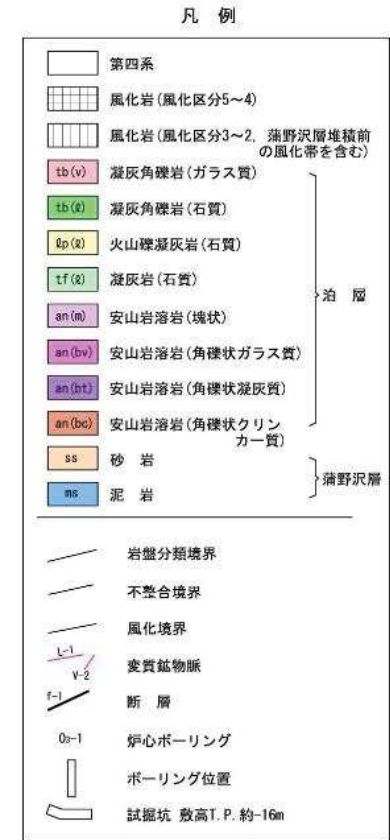 凡 例
第四系
風化岩(風化区分5~4)
風化岩(風化区分3~2, 蒲野沢層堆積前
の風化帯を含む)
tb(v) 凝灰角礫岩(ガラス質)
tb(ℓ) 凝灰角礫岩(石質)
ℓp(ℓ) 火山礫凝灰岩(石質)
tf(ℓ) 凝灰岩(石質)
an(m) 安山岩溶岩(塊状)
an(bv) 安山岩溶岩(角礫状ガラス質)
an(bt) 安山岩溶岩(角礫状凝灰質)
an(bc) 安山岩溶岩(角礫状クリン
カー質)
泊 層
ss 砂 岩
ms 泥 岩
蒲野沢層
岩盤分類境界
不整合境界
風化境界
L-1
V-2
変質鉱物脈
f-1
断 層
O₃-1 炉心ボーリング
ボーリング位置
試掘坑 敷高T.P.約-16m